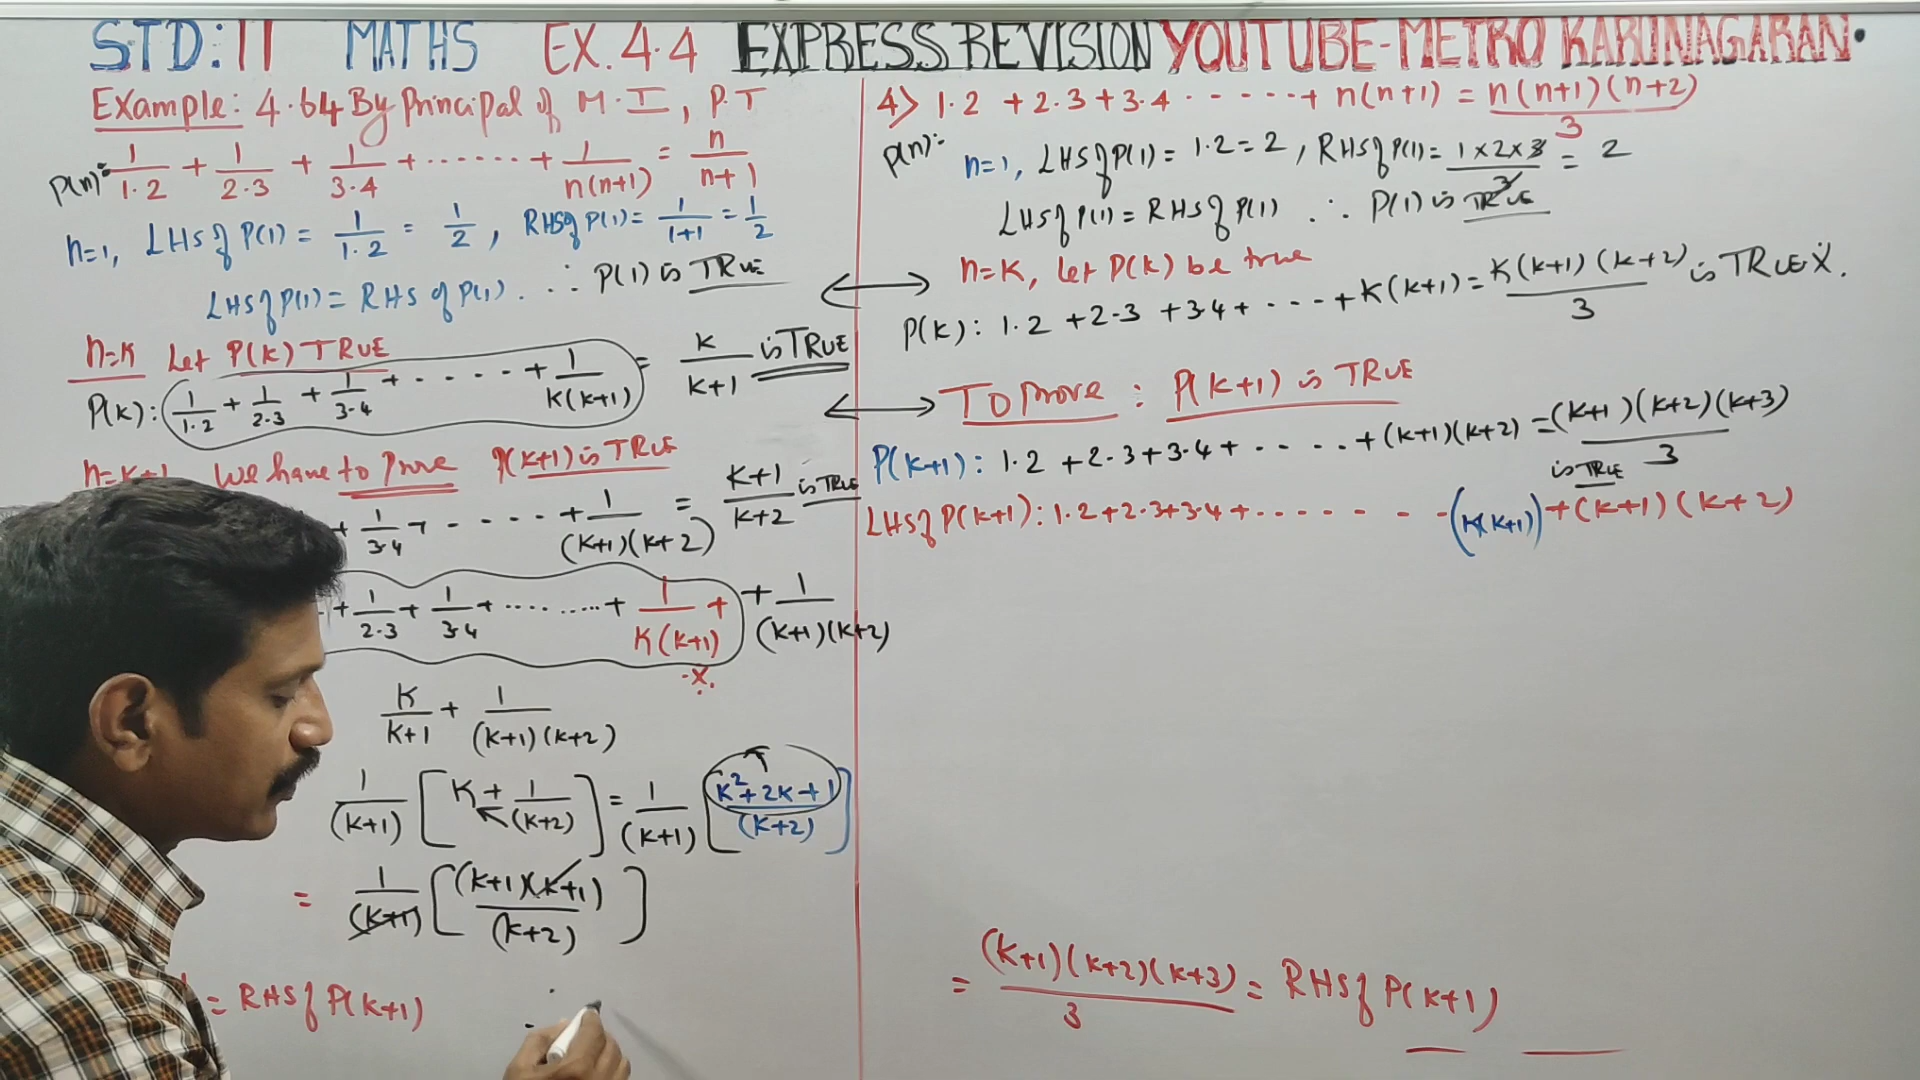 STD:11 MATHS EX.4.4 EXPRESS REVISION YOUTUBE-METRO KARUNAGARAN.
Example: 4.64 By Principal of M.I, P.T
P(n): 1/1.2 + 1/2.3 + 1/3.4 + ...... + 1/n(n+1) = n/n+1
n=1, LHS of P(1) = 1/1.2 = 1/2, RHS of P(1) = 1/1+1 = 1/2
LHS of P(1) = RHS of P(1). ∴ P(1) is TRUE
n=K Let P(K) TRUE
P(K): 1/1.2 + 1/2.3 + 1/3.4 + ..... + 1/K(K+1) = K/K+1 is TRUE
n=K+1 We have to Prove P(K+1) is TRUE
+ 1/3.4 + ..... + 1/(K+1)(K+2) = K+1/K+2 is TRUE
+ 1/2.3 + 1/3.4 + ......... + 1/K(K+1) + + 1/(K+1)(K+2)
K/K+1 + 1/(K+1)(K+2)
1/(K+1) [K + 1/(K+2)] = 1/(K+1) [K²+2K+1/(K+2)]
= 1/(K+1) [(K+1)(K+1)/(K+2)]
= RHS of P(K+1)
4> 1.2 + 2.3 + 3.4 ...... + n(n+1) = n(n+1)(n+2)/3
P(n): n=1, LHS of P(1) = 1.2 = 2, RHS of P(1) = 1×2×3/3 = 2
LHS of P(1) = RHS of P(1) ∴ P(1) is TRUE
n=K, Let P(K) be true
P(K): 1.2 + 2.3 + 3.4 + .... + K(K+1) = K(K+1)(K+2)/3 is TRUE
TO Prove : P(K+1) is TRUE
P(K+1): 1.2 + 2.3 + 3.4 + ..... + (K+1)(K+2) = (K+1)(K+2)(K+3)/3
is TRUE
LHS of P(K+1): 1.2+2.3+3.4+........ (K(K+1)) + (K+1)(K+2)
= (K+1)(K+2)(K+3)/3 = RHS of P(K+1)